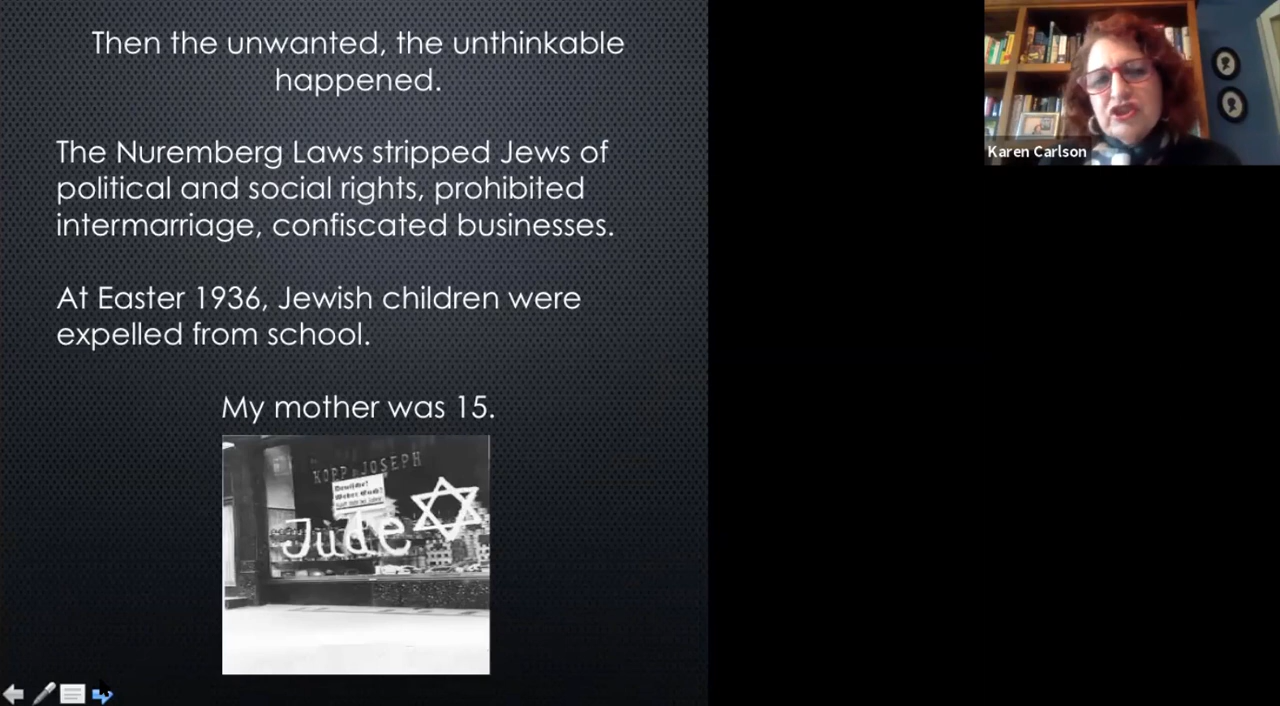 Then the unwanted, the unthinkable
happened.
The Nuremberg Laws stripped Jews of
political and social rights, prohibited
intermarriage, confiscated businesses.
At Easter 1936, Jewish children were
expelled from school.
My mother was 15.
JOSEPH
Jude
Karen Carlson